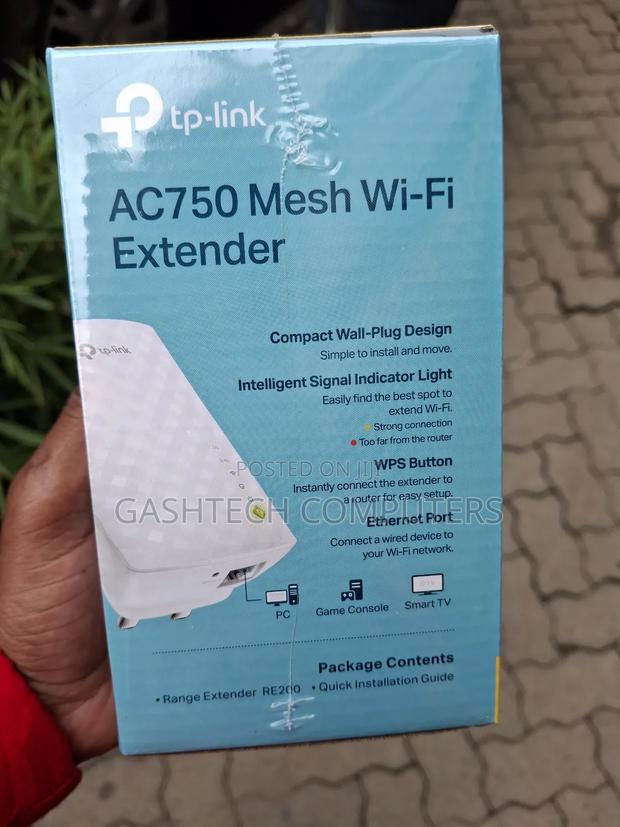 tp-link
AC750 Mesh Wi-Fi
Extender
tp-link
Compact Wall-Plug Design
Simple to install and move.
Intelligent Signal Indicator Light
Easily find the best spot to
extend Wi-Fi.
Strong connection
Too far from the router
POSTED ON JIJI
WPS Button
Instantly connect the extender to
a router for easy setup.
GASHTECH COMPUTERS
Ethernet Port
Connect a wired device to
your Wi-Fi network.
IPTV
PC
Game Console
Smart TV
Package Contents
• Range Extender RE200 • Quick Installation Guide